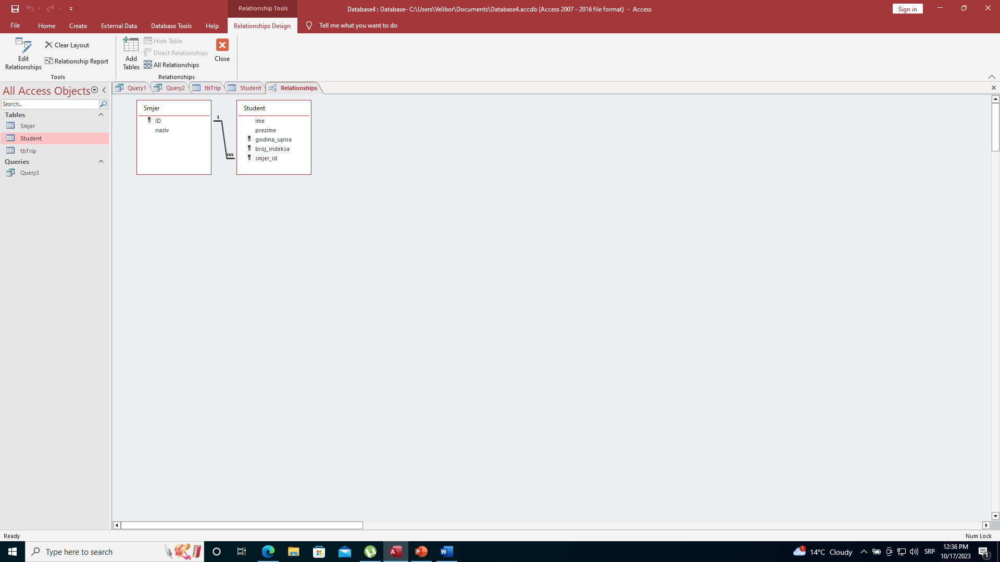 Relationship Tools
Database4 : Database- C:\Users\Velibor\Documents\Database4.accdb (Access 2007 - 2016 file format)  -  Access
Sign in
File Home Create External Data Database Tools Help Relationships Design Tell me what you want to do
Edit
Relationships
Clear Layout
Relationship Report
Tools
Add
Tables
Hide Table
Direct Relationships
All Relationships
Close
Relationships
All Access Objects
Search...
Tables
Smjer
Student
tbTrip
Queries
Query3
Query1 Query2 tbTrip Student Relationships
Smjer
ID
naziv
1
∞
Student
ime
prezime
godina_upisa
broj_indeksa
smjer_id
Ready
Num Lock
Type here to search
1
14°C Cloudy
SRP
12:36 PM
10/17/2023
1